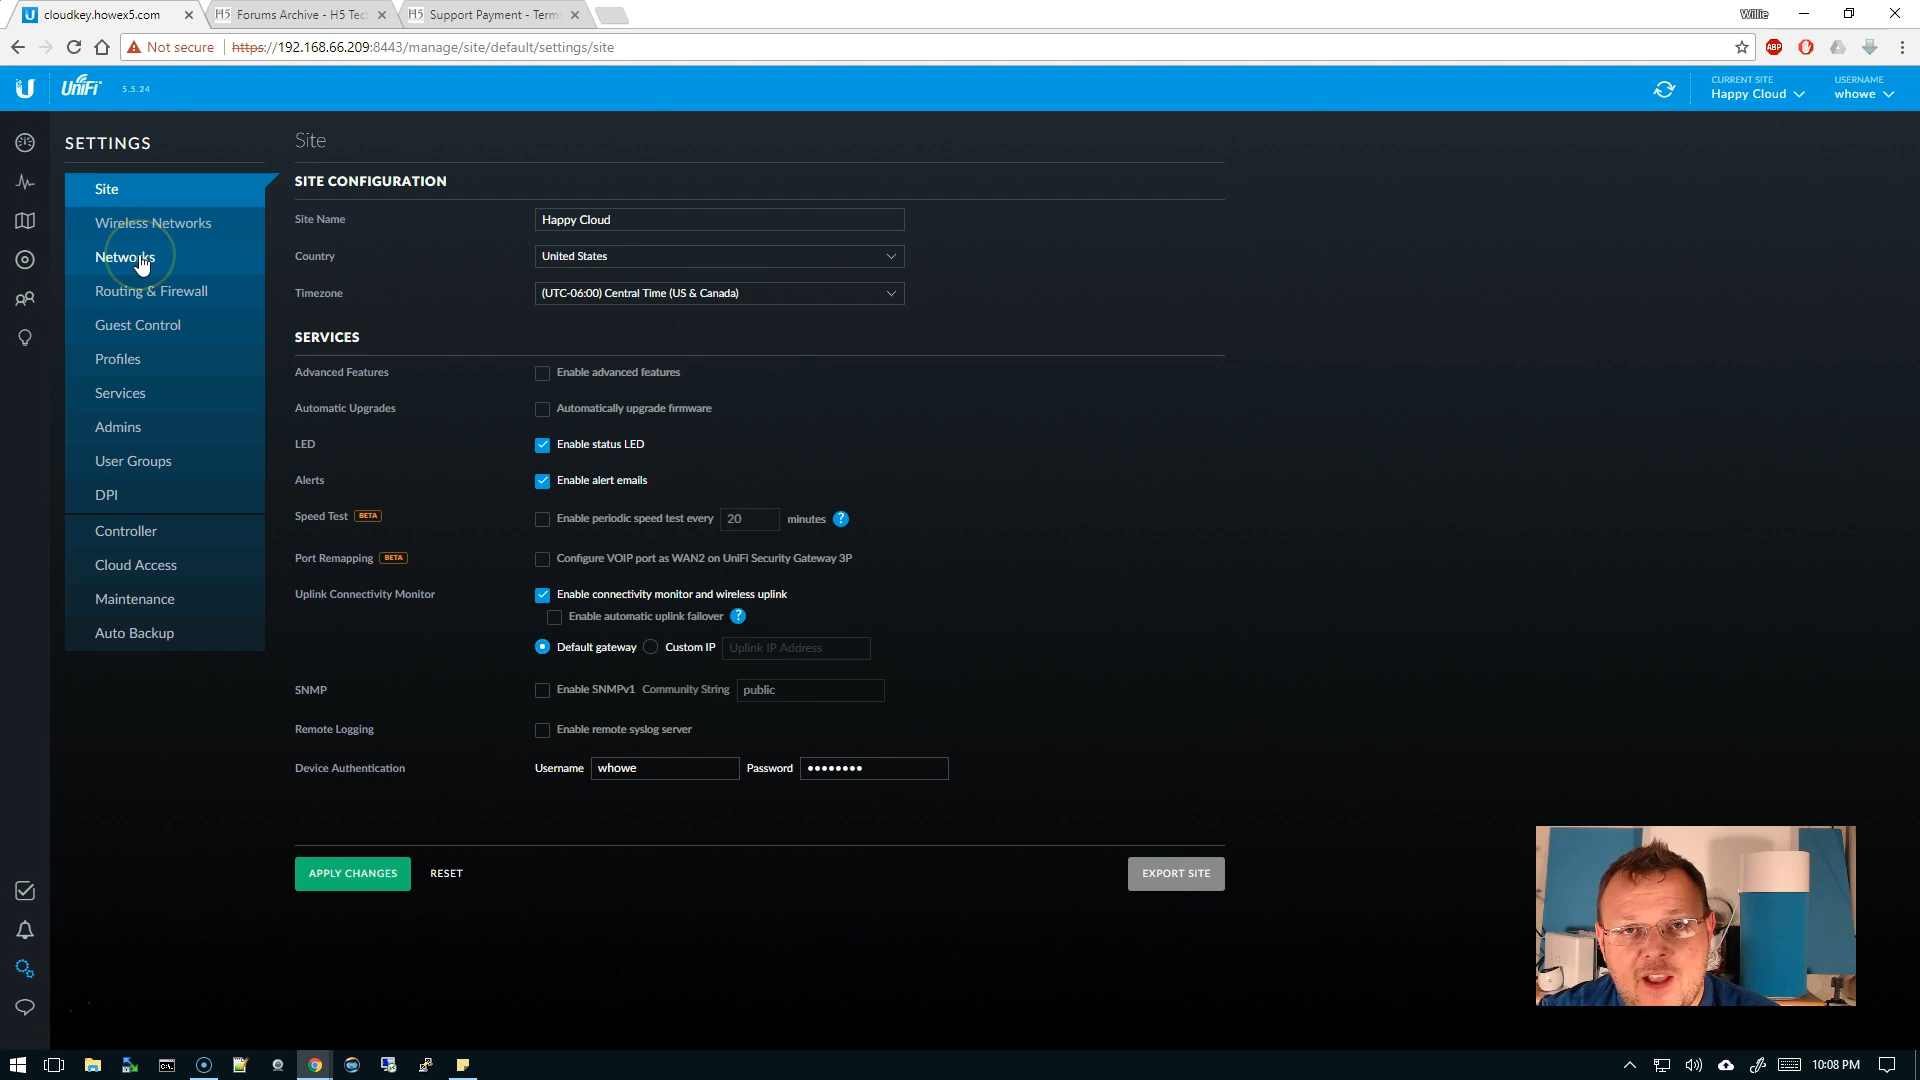 cloudkey.howex5.com
H5 Forums Archive - H5 Tec
H5 Support Payment - Term
Willie
Not secure
https://192.168.66.209:8443/manage/site/default/settings/site
ABP
U UniFi 5.5.24
CURRENT SITE
Happy Cloud
USERNAME
whowe
SETTINGS
Site
Wireless Networks
Networks
Routing & Firewall
Guest Control
Profiles
Services
Admins
User Groups
DPI
Controller
Cloud Access
Maintenance
Auto Backup
Site
SITE CONFIGURATION
Site Name Happy Cloud
Country United States
Timezone (UTC-06:00) Central Time (US & Canada)
SERVICES
Advanced Features Enable advanced features
Automatic Upgrades Automatically upgrade firmware
LED Enable status LED
Alerts Enable alert emails
Speed Test BETA Enable periodic speed test every 20 minutes ?
Port Remapping BETA Configure VOIP port as WAN2 on UniFi Security Gateway 3P
Uplink Connectivity Monitor Enable connectivity monitor and wireless uplink
Enable automatic uplink failover ?
Default gateway Custom IP Uplink IP Address
SNMP Enable SNMPv1 Community String public
Remote Logging Enable remote syslog server
Device Authentication Username whowe Password ••••••••
APPLY CHANGES RESET EXPORT SITE
10:08 PM